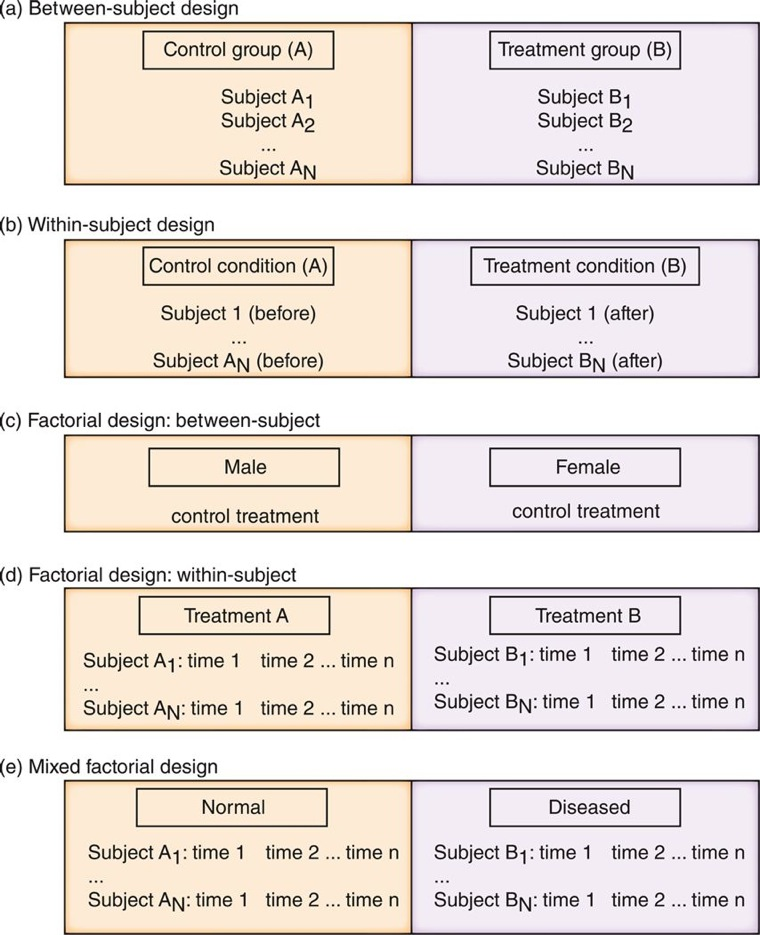 (a) Between-subject design
Control group (A)
Subject A1
Subject A2
...
Subject AN
Treatment group (B)
Subject B1
Subject B2
...
Subject BN
(b) Within-subject design
Control condition (A)
Subject 1 (before)
...
Subject AN (before)
Treatment condition (B)
Subject 1 (after)
...
Subject BN (after)
(c) Factorial design: between-subject
Male
control treatment
Female
control treatment
(d) Factorial design: within-subject
Treatment A
Subject A1: time 1 time 2 ... time n
...
Subject AN: time 1 time 2 ... time n
Treatment B
Subject B1: time 1 time 2 ... time n
...
Subject BN: time 1 time 2 ... time n
(e) Mixed factorial design
Normal
Subject A1: time 1 time 2 ... time n
...
Subject AN: time 1 time 2 ... time n
Diseased
Subject B1: time 1 time 2 ... time n
...
Subject BN: time 1 time 2 ... time n